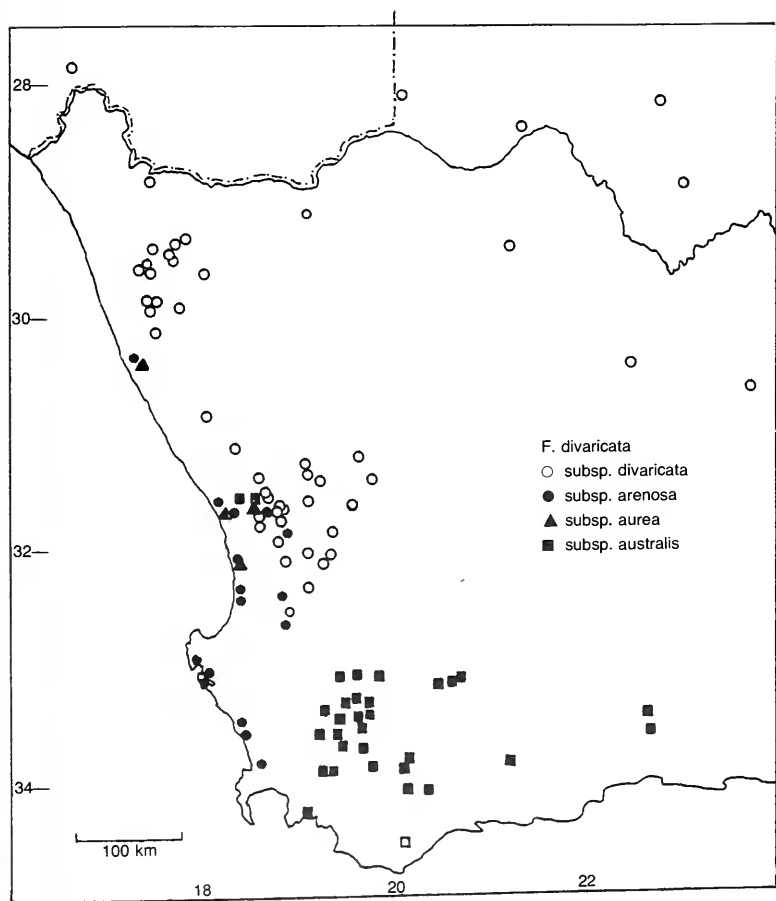 28
30
F. divaricata
subsp. divaricata
subsp. arenosa
subsp. aurea
subsp. australis
32
34
100 km
18
20
22